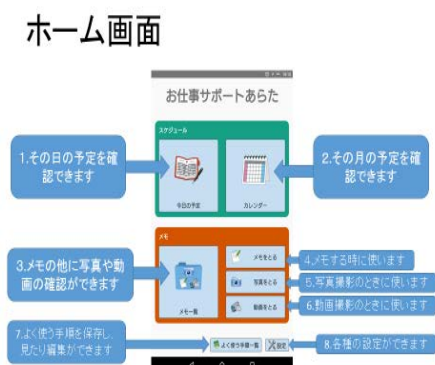 ホーム画面
お仕事サポートあらた
スケジュール
1.その日の予定を確
認できます
2.その月の予定を確
認できます
今日の予定
カレンダー
メモ
3.メモの他に写真や動
画の確認ができます
メモをとる
4.メモする時に使います
写真をとる
5.写真撮影のときに使います
動画をとる
6.動画撮影のときに使います
メモ一覧
7.よく使う手順を保存し、
見たり編集ができます
よく使う手順一覧
設定
8.各種の設定ができます